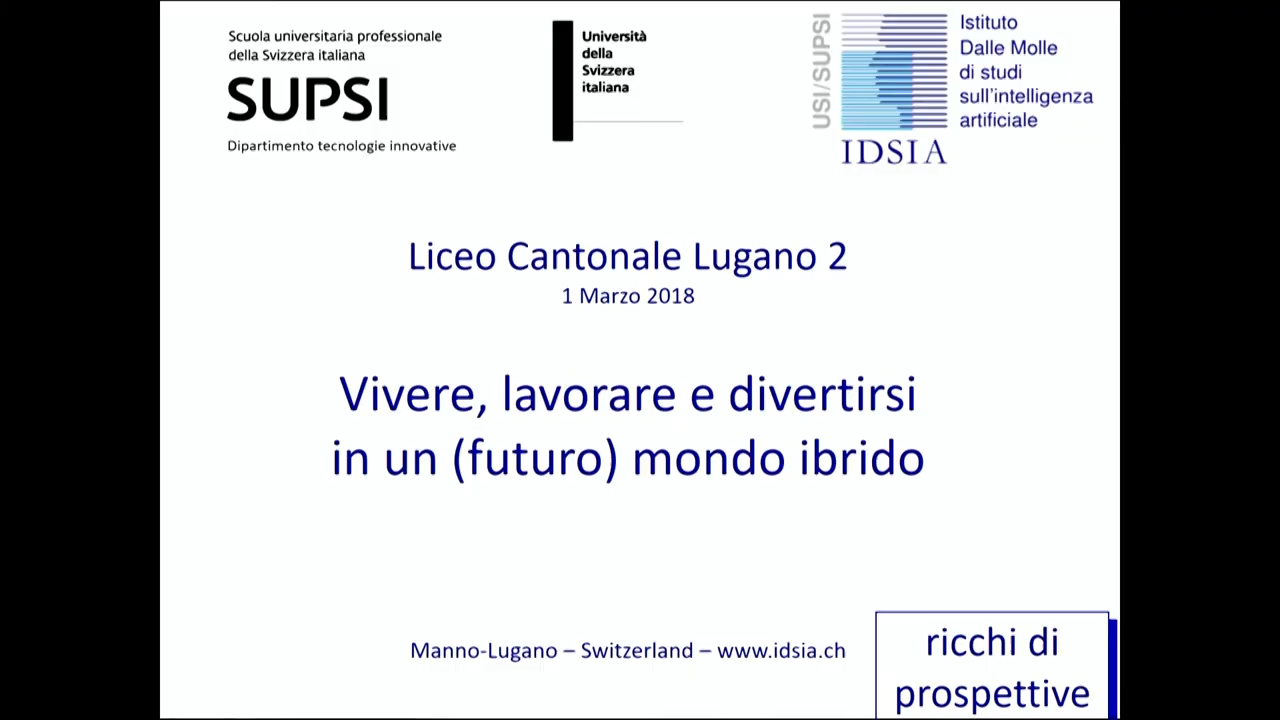 Scuola universitaria professionale
della Svizzera italiana
SUPSI
Dipartimento tecnologie innovative
Università
della
Svizzera
italiana
USI/SUPSI
Istituto
Dalle Molle
di studi
sull'intelligenza
artificiale
IDSIA
Liceo Cantonale Lugano 2
1 Marzo 2018
Vivere, lavorare e divertirsi
in un (futuro) mondo ibrido
Manno-Lugano – Switzerland – www.idsia.ch
ricchi di
prospettive